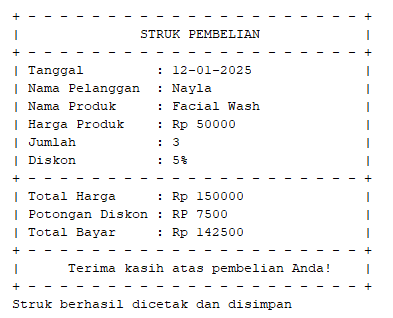 + - - - - - - - - - - - - - - - - - - - - - +
|               STRUK PEMBELIAN             |
+ - - - - - - - - - - - - - - - - - - - - - +
| Tanggal         : 12-01-2025              |
| Nama Pelanggan  : Nayla                   |
| Nama Produk     : Facial Wash             |
| Harga Produk    : Rp 50000                |
| Jumlah          : 3                       |
| Diskon          : 5%                      |
+ - - - - - - - - - - - - - - - - - - - - - +
| Total Harga     : Rp 150000               |
| Potongan Diskon : RP 7500                 |
| Total Bayar     : Rp 142500               |
+ - - - - - - - - - - - - - - - - - - - - - +
|      Terima kasih atas pembelian Anda!    |
+ - - - - - - - - - - - - - - - - - - - - - +
Struk berhasil dicetak dan disimpan